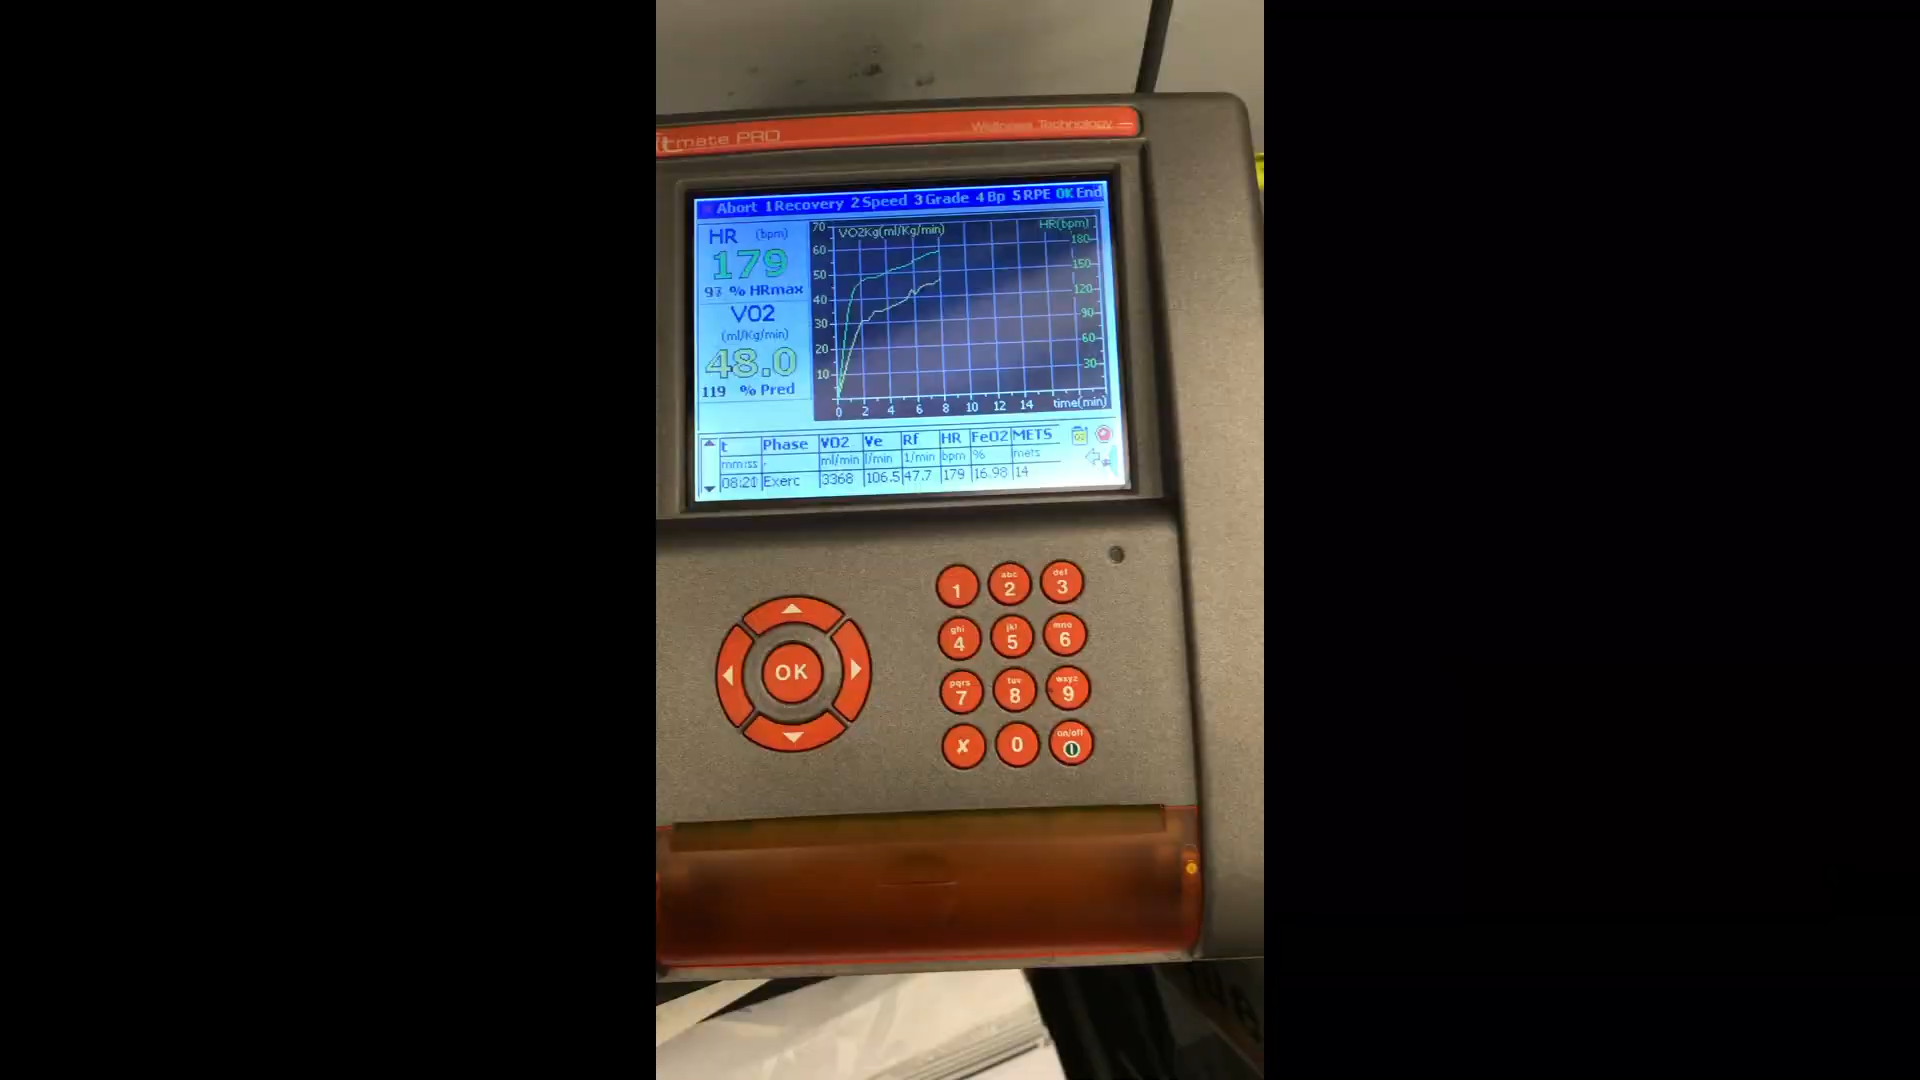 itmate PRO
Wellness Technology
Abort 1 Recovery 2 Speed 3 Grade 4 Bp 5 RPE OK End
HR (bpm)
179
97 % HRmax
VO2
(ml/Kg/min)
48.0
119 % Pred
VO2Kg(ml/Kg/min)
HR(bpm)
70
60
50
40
30
20
10
180
150
120
90
60
30
0 2 4 6 8 10 12 14 time(min)
t Phase VO2 Ve Rf HR FeO2 METS
mm:ss - ml/min l/min 1/min bpm % mets
08:20 Exerc 3368 106.5 47.7 179 16.98 14
OK
1
abc 2
def 3
ghi 4
jkl 5
mno 6
pqrs 7
tuv 8
wxyz 9
X
0
on/off